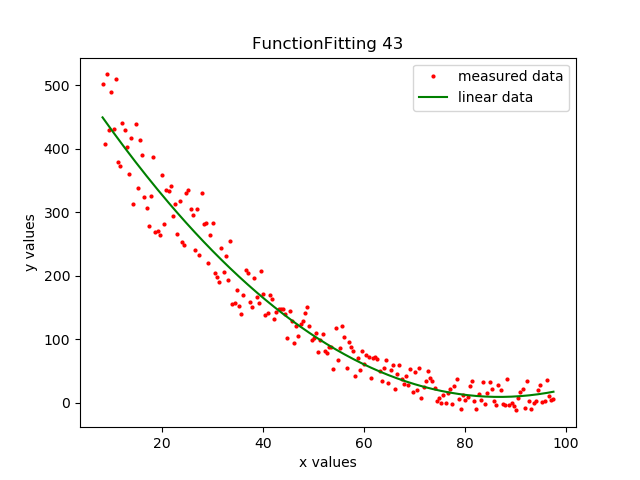 FunctionFitting 43
measured data
linear data
y values
500
400
300
200
100
0
20
40
60
80
100
x values